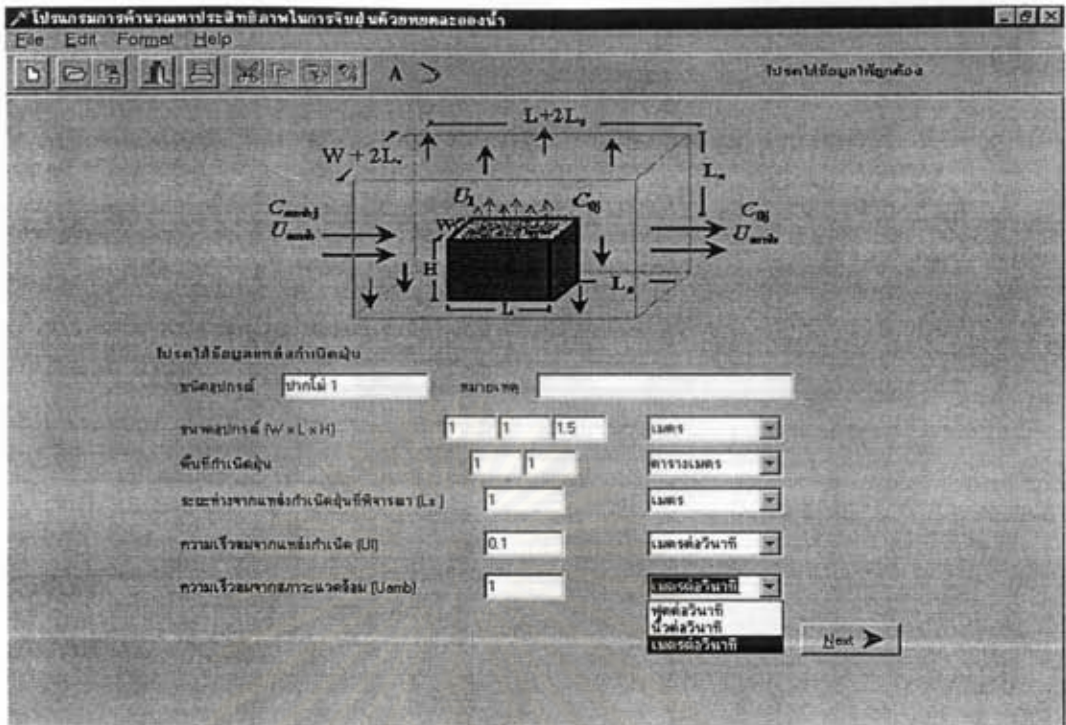 โปรแกรมการคำนวณหาประสิทธิภาพในการจับฝุ่นด้วยหยดละอองน้ำ
File Edit Format Help
A โปรดใส่ข้อมูลให้ถูกต้อง
L+2Ls
W + 2Ls
Ls
Cambj U1 C0j C0j
Uamb W Uamb
H
Ls
L
โปรดใส่ข้อมูลแหล่งกำเนิดฝุ่น
ชนิดอุปกรณ์ ปากโม่ 1 หมายเหตุ
ขนาดอุปกรณ์ (W x L x H) 1 1 1.5 เมตร
พื้นที่กำเนิดฝุ่น 1 1 ตารางเมตร
ระยะห่างจากแหล่งกำเนิดฝุ่นที่พิจารณา (Ls ) 1 เมตร
ความเร็วลมจากแหล่งกำเนิด (Ul) 0.1 เมตรต่อวินาที
ความเร็วลมจากสภาวะแวดล้อม (Uamb) 1 เมตรต่อวินาที
ฟุตต่อวินาที
นิ้วต่อวินาที
เมตรต่อวินาที
Next